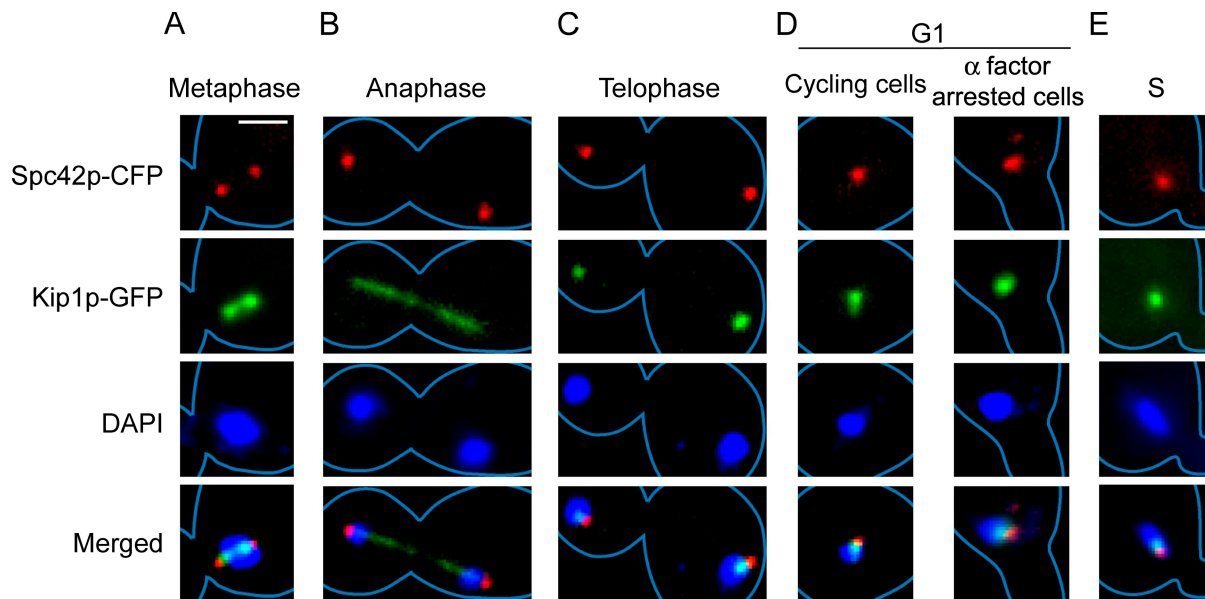 A
B
C
D
E
G1
Metaphase
Anaphase
Telophase
Cycling cells
α factor
arrested cells
S
Spc42p-CFP
Kip1p-GFP
DAPI
Merged